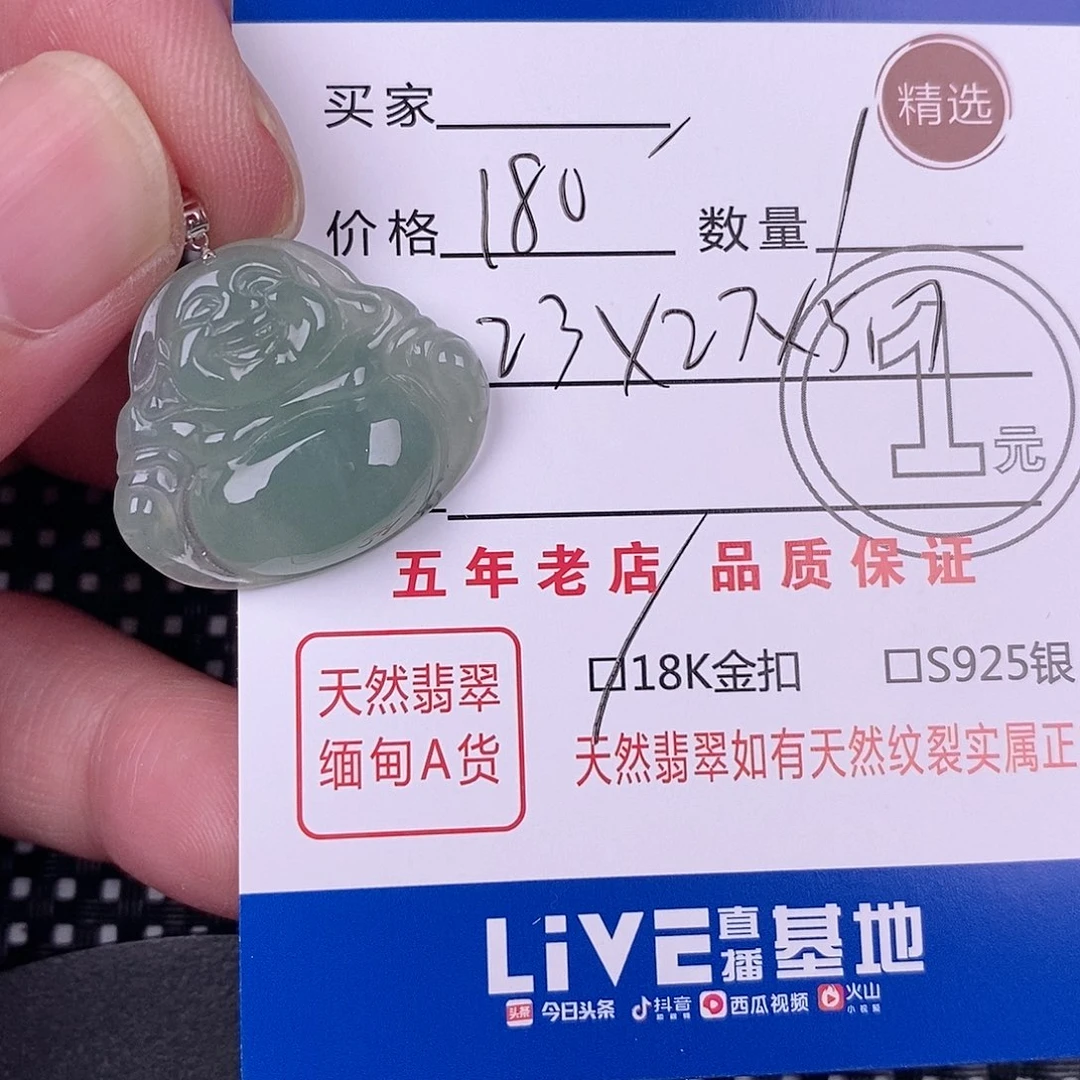 精选
买家
价格 180 数量
23X27X5.7
1元
五年老店 品质保证
天然翡翠
缅甸A货
□18K金扣 □S925银
天然翡翠如有天然纹裂实属正
LiVE直播基地
头条 今日头条 抖音 西瓜视频 火山